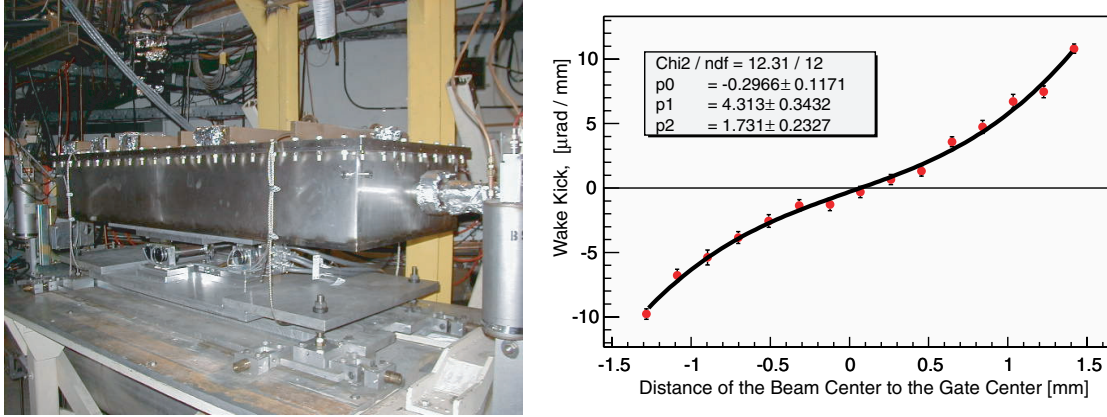 Wake Kick, [μrad / mm]
10
5
0
-5
-10
Chi2 / ndf = 12.31 / 12
p0 = -0.2966± 0.1171
p1 = 4.313± 0.3432
p2 = 1.731± 0.2327
-1.5 -1 -0.5 0 0.5 1 1.5
Distance of the Beam Center to the Gate Center [mm]